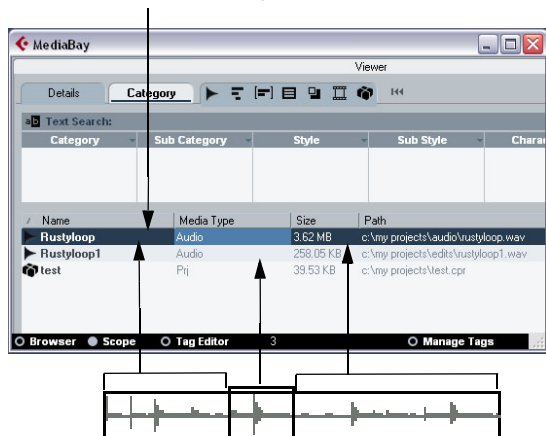 MediaBay
Viewer
Details Category
Text Search:
Category Sub Category Style Sub Style Charac
Name Media Type Size Path
Rustyloop Audio 3.62 MB c:\my projects\audio\rustyloop.wav
Rustyloop1 Audio 258.05 KB c:\my projects\edits\rustyloop1.wav
test Prj 39.53 KB c:\my projects\test.cpr
Browser Scope Tag Editor 3 Manage Tags